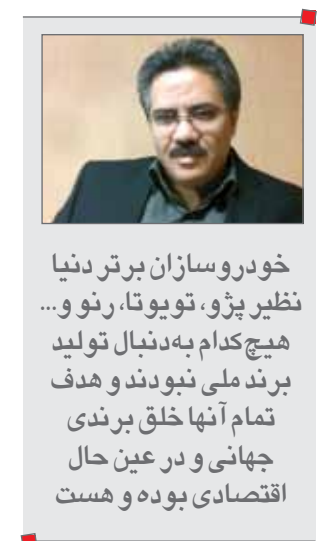 خودروسازان برتر دنیا
نظیر پژو، تویوتا، رنو و...
هیچ‌کدام به‌دنبال تولید
برند ملی نبودند و هدف
تمام آنها خلق برندی
جهانی و در عین حال
اقتصادی بوده و هست